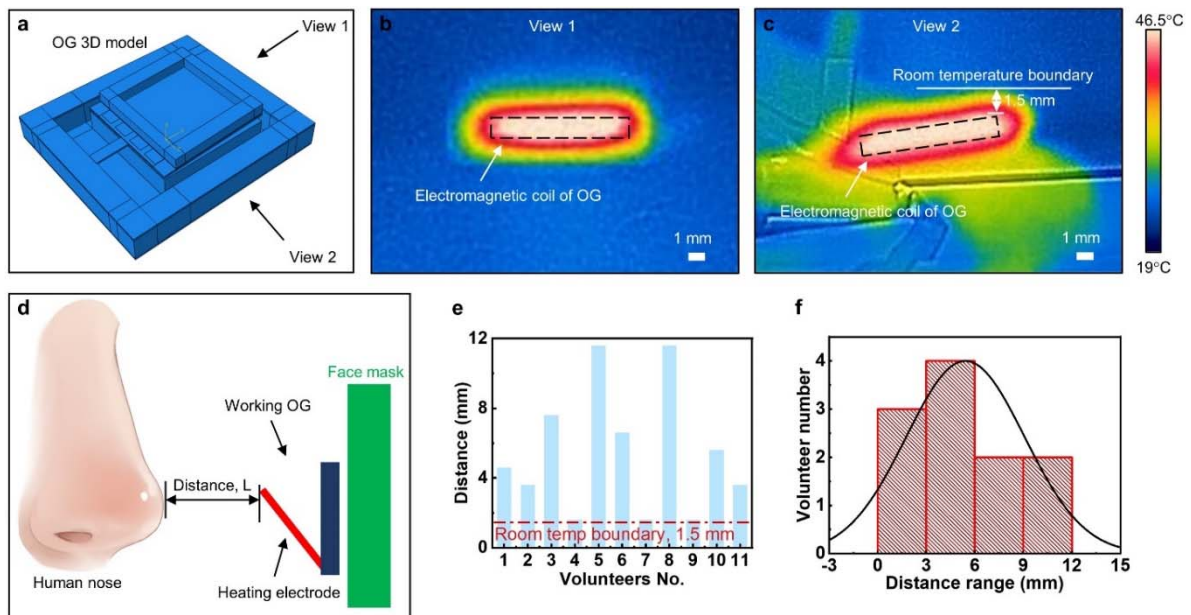 a
OG 3D model
View 1
View 2
b
View 1
Electromagnetic coil of OG
1 mm
c
View 2
Room temperature boundary
1.5 mm
Electromagnetic coil of OG
1 mm
46.5°C
19°C
d
Face mask
Working OG
Distance, L
Human nose
Heating electrode
e
Distance (mm)
12
8
4
0
Room temp boundary, 1.5 mm
1 2 3 4 5 6 7 8 9 10 11
Volunteers No.
f
Volunteer number
4
3
2
1
0
-3 0 3 6 9 12 15
Distance range (mm)